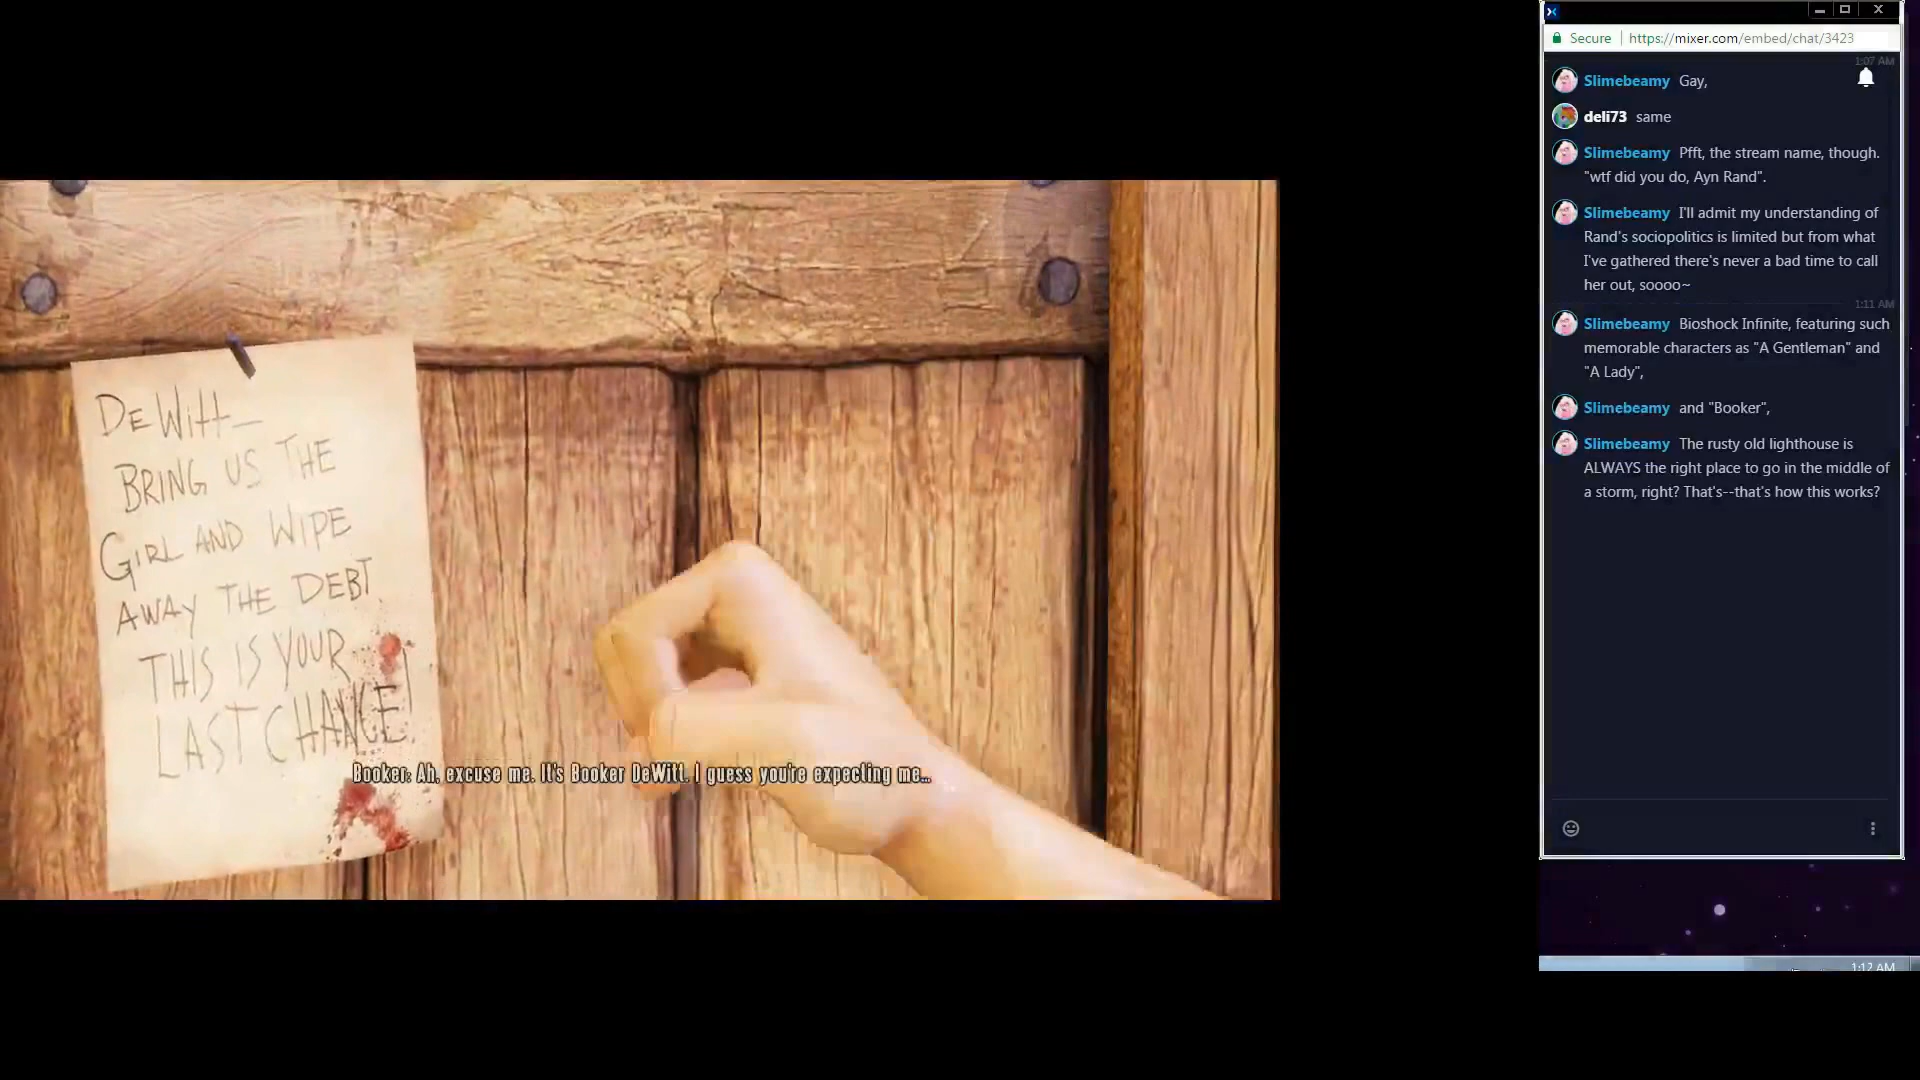 DeWitt—
BRING US THE
GIRL AND WIPE
AWAY THE DEBT.
THIS IS YOUR
LAST CHANCE!
Booker: Ah, excuse me. It's Booker DeWitt. I guess you're expecting me...
Secure https://mixer.com/embed/chat/3423
1:07 AM
Slimebeamy Gay,
deli73 same
Slimebeamy Pfft, the stream name, though.
"wtf did you do, Ayn Rand".
Slimebeamy I'll admit my understanding of
Rand's sociopolitics is limited but from what
I've gathered there's never a bad time to call
her out, soooo~
1:11 AM
Slimebeamy Bioshock Infinite, featuring such
memorable characters as "A Gentleman" and
"A Lady",
Slimebeamy and "Booker",
Slimebeamy The rusty old lighthouse is
ALWAYS the right place to go in the middle of
a storm, right? That's--that's how this works?
1:12 AM